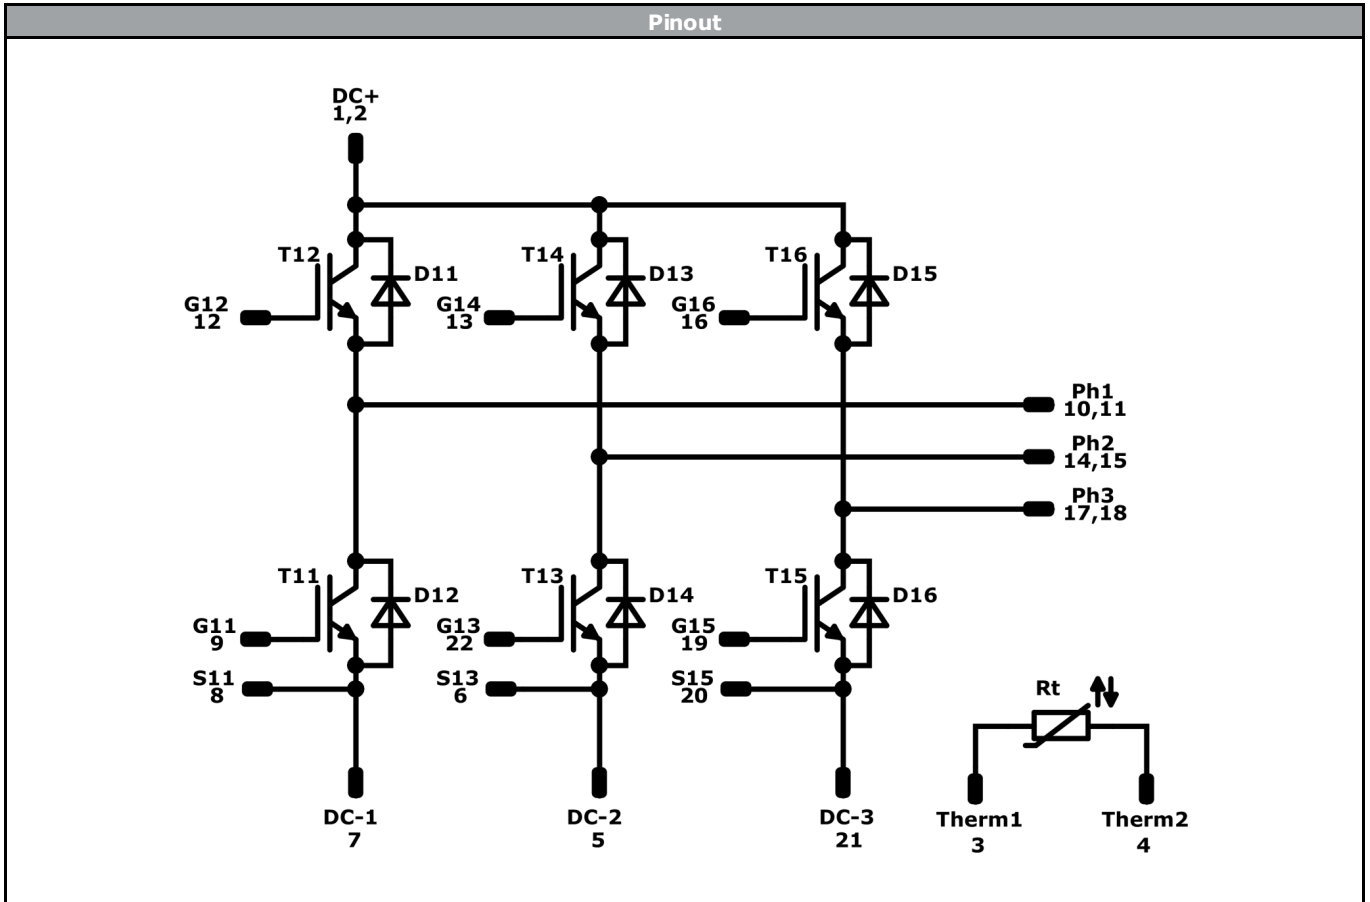 Pinout
DC+
1,2
T12
D11
G12
12
T14
D13
G14
13
T16
D15
G16
16
Ph1
10,11
Ph2
14,15
Ph3
17,18
T11
D12
G11
9
S11
8
T13
D14
G13
22
S13
6
T15
D16
G15
19
S15
20
Rt
DC-1
7
DC-2
5
DC-3
21
Therm1
3
Therm2
4